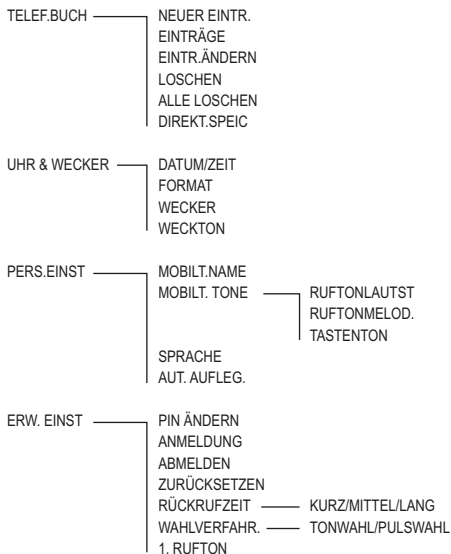 TELEF.BUCH NEUER EINTR.
EINTRÄGE
EINTR.ÄNDERN
LOSCHEN
ALLE LOSCHEN
DIREKT.SPEIC
UHR & WECKER DATUM/ZEIT
FORMAT
WECKER
WECKTON
PERS.EINST MOBILT.NAME
MOBILT. TONE RUFTONLAUTST
RUFTONMELOD.
TASTENTON
SPRACHE
AUT. AUFLEG.
ERW. EINST PIN ÄNDERN
ANMELDUNG
ABMELDEN
ZURÜCKSETZEN
RÜCKRUFZEIT KURZ/MITTEL/LANG
WAHLVERFAHR. TONWAHL/PULSWAHL
1. RUFTON